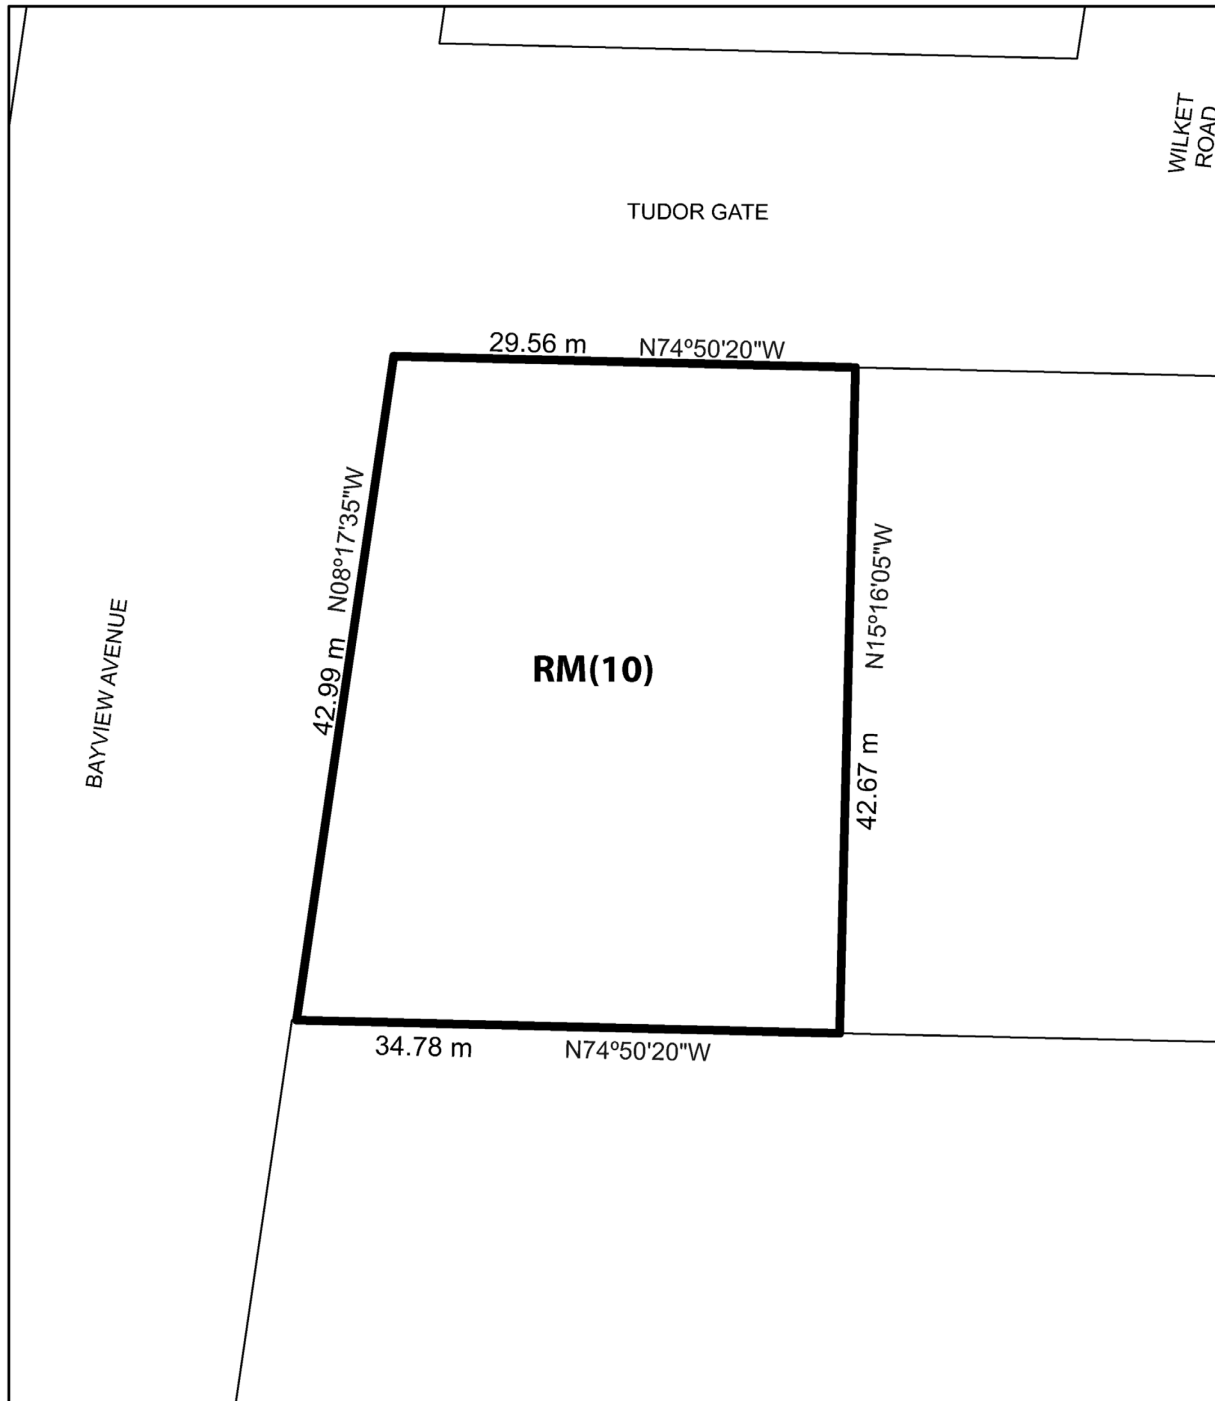 WILKET
ROAD
TUDOR GATE
29.56 m N74º50'20"W
42.99 m N08º17'35"W
N15º16'05"W
BAYVIEW AVENUE
RM(10)
42.67 m
34.78 m N74º50'20"W